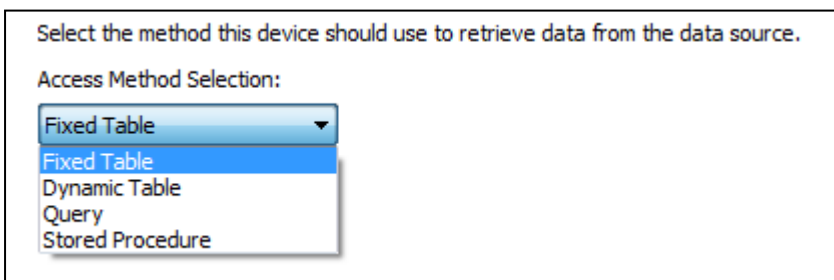 Select the method this device should use to retrieve data from the data source.
Access Method Selection:
Fixed Table
Fixed Table
Dynamic Table
Query
Stored Procedure